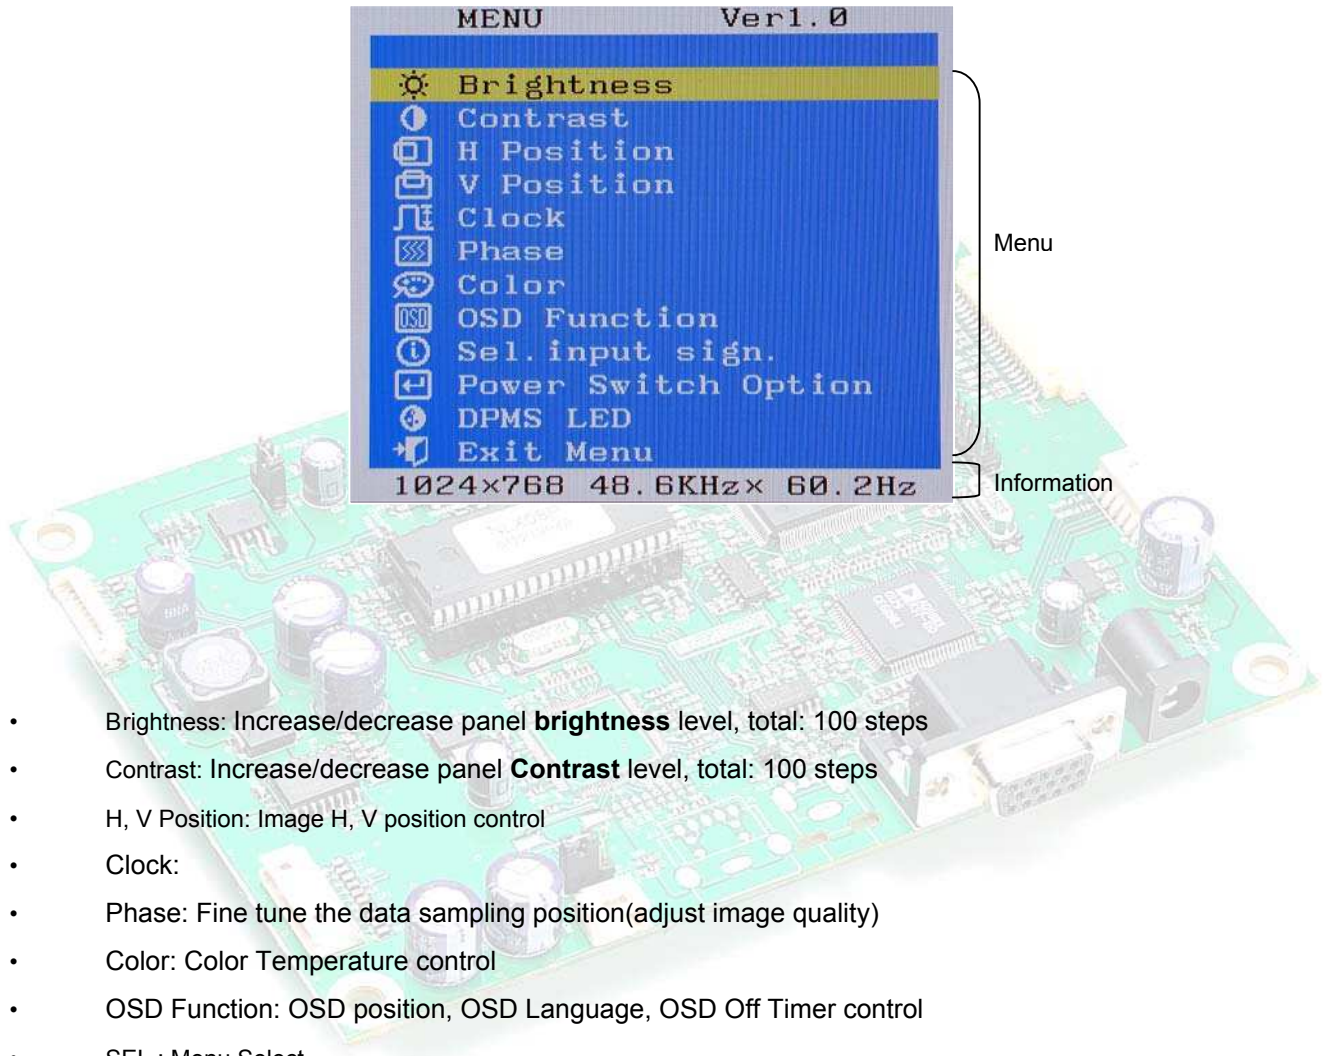 MENU Ver1.0
Brightness
Contrast
H Position
V Position
Clock
Phase
Color
OSD Function
Sel.input sign.
Power Switch Option
DPMS LED
Exit Menu
1024×768 48.6KHz× 60.2Hz
Menu
Information
• Brightness: Increase/decrease panel brightness level, total: 100 steps
• Contrast: Increase/decrease panel Contrast level, total: 100 steps
• H, V Position: Image H, V position control
• Clock:
• Phase: Fine tune the data sampling position(adjust image quality)
• Color: Color Temperature control
• OSD Function: OSD position, OSD Language, OSD Off Timer control
• SEL.: Menu Select